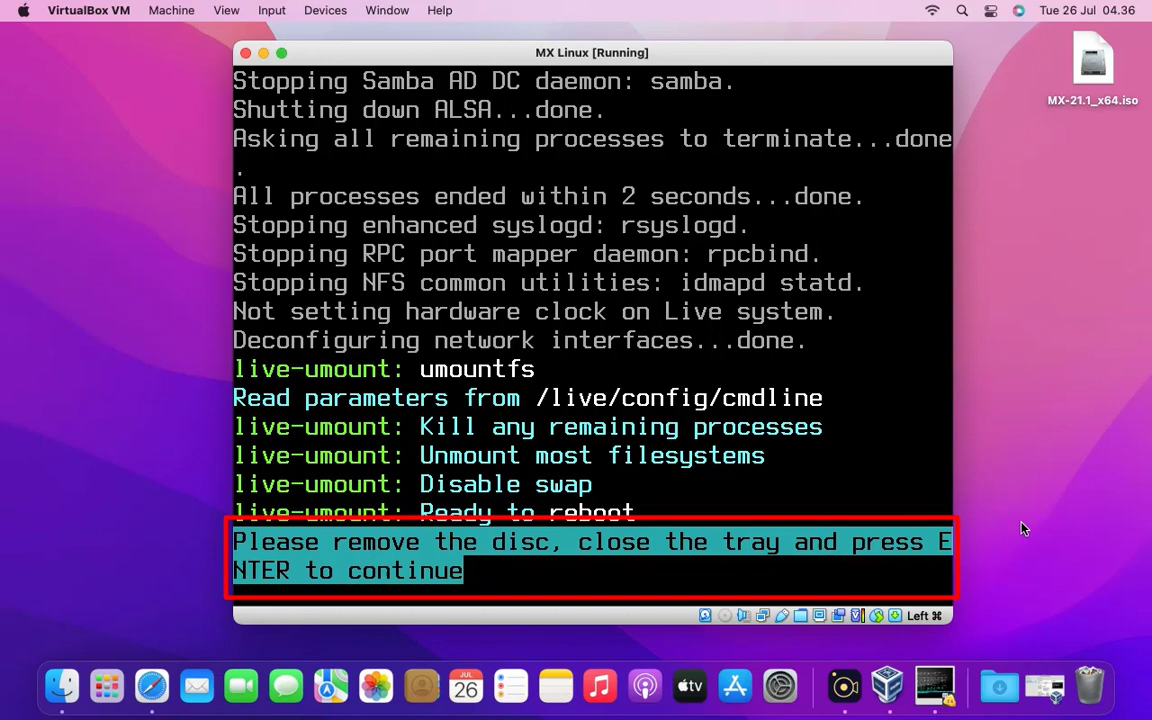 VirtualBox VM Machine View Input Devices Window Help Tue 26 Jul 04.36
MX Linux [Running]
MX-21.1_x64.iso
Stopping Samba AD DC daemon: samba.
Shutting down ALSA...done.
Asking all remaining processes to terminate...done
.
All processes ended within 2 seconds...done.
Stopping enhanced syslogd: rsyslogd.
Stopping RPC port mapper daemon: rpcbind.
Stopping NFS common utilities: idmapd statd.
Not setting hardware clock on Live system.
Deconfiguring network interfaces...done.
live-umount: umountfs
Read parameters from /live/config/cmdline
live-umount: Kill any remaining processes
live-umount: Unmount most filesystems
live-umount: Disable swap
live-umount: Ready to reboot
Please remove the disc, close the tray and press E
NTER to continue
Left ⌘
JUL
26
tv